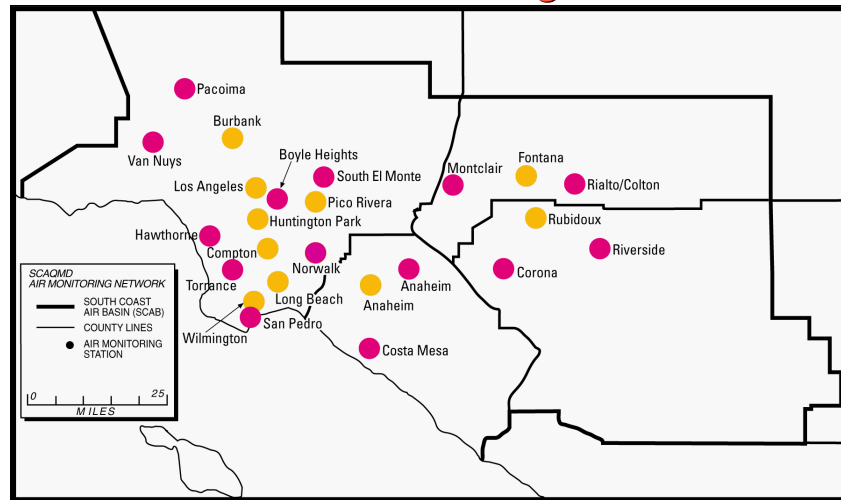 Pacoima
Burbank
Van Nuys
Boyle Heights
South El Monte
Los Angeles
Pico Rivera
Huntington Park
Hawthorne
Compton
Norwalk
Torrance
Long Beach
Wilmington
San Pedro
Anaheim
Anaheim
Costa Mesa
Montclair
Fontana
Rialto/Colton
Rubidoux
Riverside
Corona
SCAQMD
AIR MONITORING NETWORK
SOUTH COAST
AIR BASIN (SCAB)
COUNTY LINES
AIR MONITORING
STATION
0 25
MILES